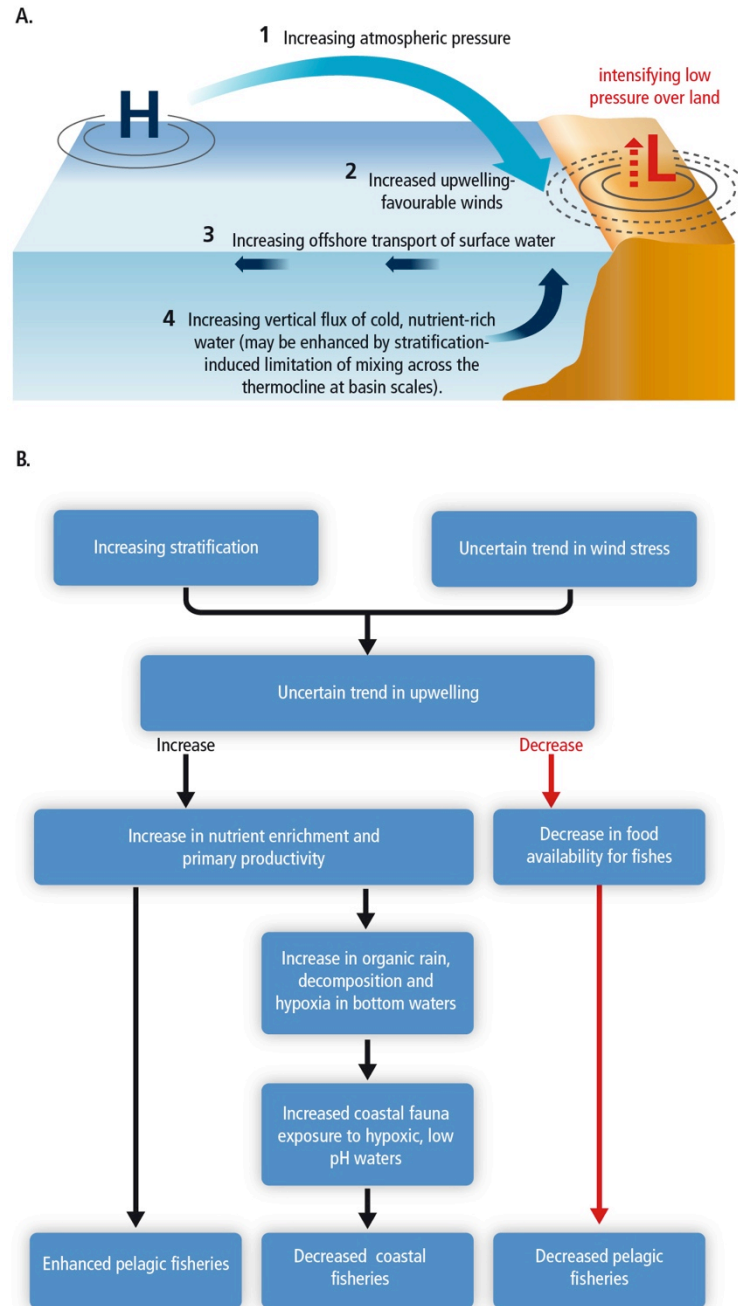 A.
1 Increasing atmospheric pressure
intensifying low
pressure over land
H
L
2 Increased upwelling-
favourable winds
3 Increasing offshore transport of surface water
4 Increasing vertical flux of cold, nutrient-rich
water (may be enhanced by stratification-
induced limitation of mixing across the
thermocline at basin scales).
B.
Increasing stratification
Uncertain trend in wind stress
Uncertain trend in upwelling
Increase
Decrease
Increase in nutrient enrichment and
primary productivity
Decrease in food
availability for fishes
Increase in organic rain,
decomposition and
hypoxia in bottom waters
Increased coastal fauna
exposure to hypoxic, low
pH waters
Enhanced pelagic fisheries
Decreased coastal
fisheries
Decreased pelagic
fisheries